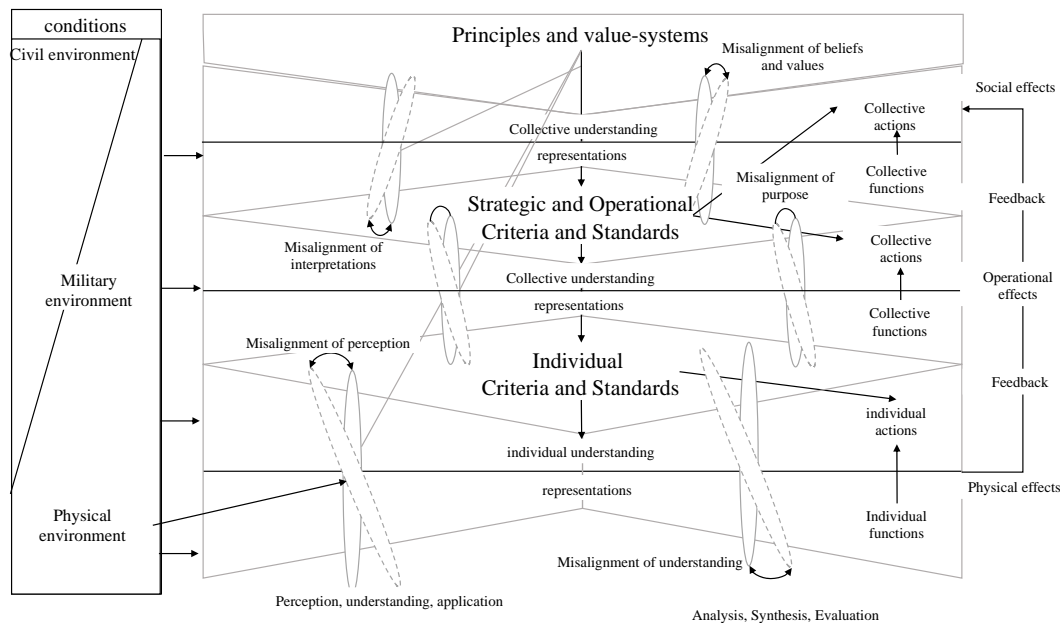 conditions
Civil environment
Military
environment
Physical
environment
Principles and value-systems
Misalignment of beliefs
and values
Social effects
Collective
actions
Collective understanding
representations
Collective
functions
Misalignment of
purpose
Feedback
Strategic and Operational
Criteria and Standards
Misalignment of
interpretations
Collective
actions
Collective understanding
representations
Operational
effects
Collective
functions
Misalignment of perception
Individual
Criteria and Standards
Feedback
individual
actions
individual understanding
representations
Physical effects
Individual
functions
Misalignment of understanding
Perception, understanding, application
Analysis, Synthesis, Evaluation